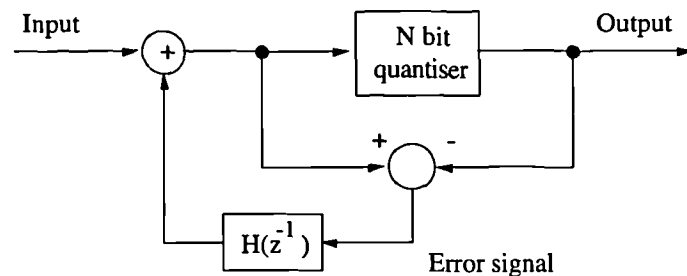 Input
+
N bit
quantiser
Output
+
-
H(z^-1)
Error signal